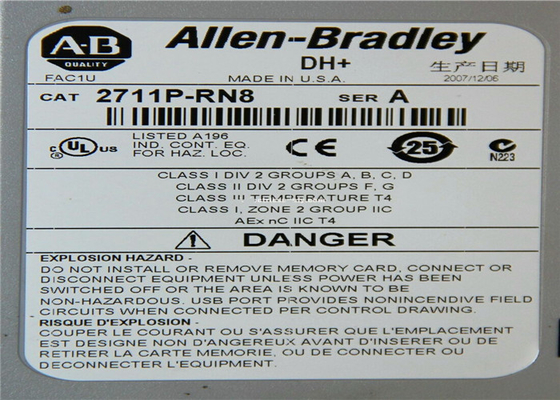 A-B
QUALITY
Allen-Bradley
DH+
生产日期
FAC1U
MADE IN U.S.A.
2007/12/06
CAT 2711P-RN8 SER A
c UL US
LISTED A196
IND. CONT. EQ.
FOR HAZ. LOC.
CE
25
N223
CLASS I DIV 2 GROUPS A, B, C, D
CLASS II DIV 2 GROUPS F, G
CLASS III TEMPERATURE T4
CLASS I, ZONE 2 GROUP IIC
AEx nC IIC T4
DANGER
EXPLOSION HAZARD -
DO NOT INSTALL OR REMOVE MEMORY CARD, CONNECT OR
DISCONNECT EQUIPMENT UNLESS POWER HAS BEEN
SWITCHED OFF OR THE AREA IS KNOWN TO BE
NON-HAZARDOUS. USB PORT PROVIDES NONINCENDIVE FIELD
CIRCUITS WHEN CONNECTED PER CONTROL DRAWING.
RISQUE D'EXPLOSION -
COUPER LE COURANT OU S'ASSURER QUE L'EMPLACEMENT
EST DESIGNE NON D'ANGEREUX AVANT D'INSERER OU DE
RETIRER LA CARTE MEMORIE, OU DE CONNECTER OU
DECONNECTER L'EQUIPMENT.